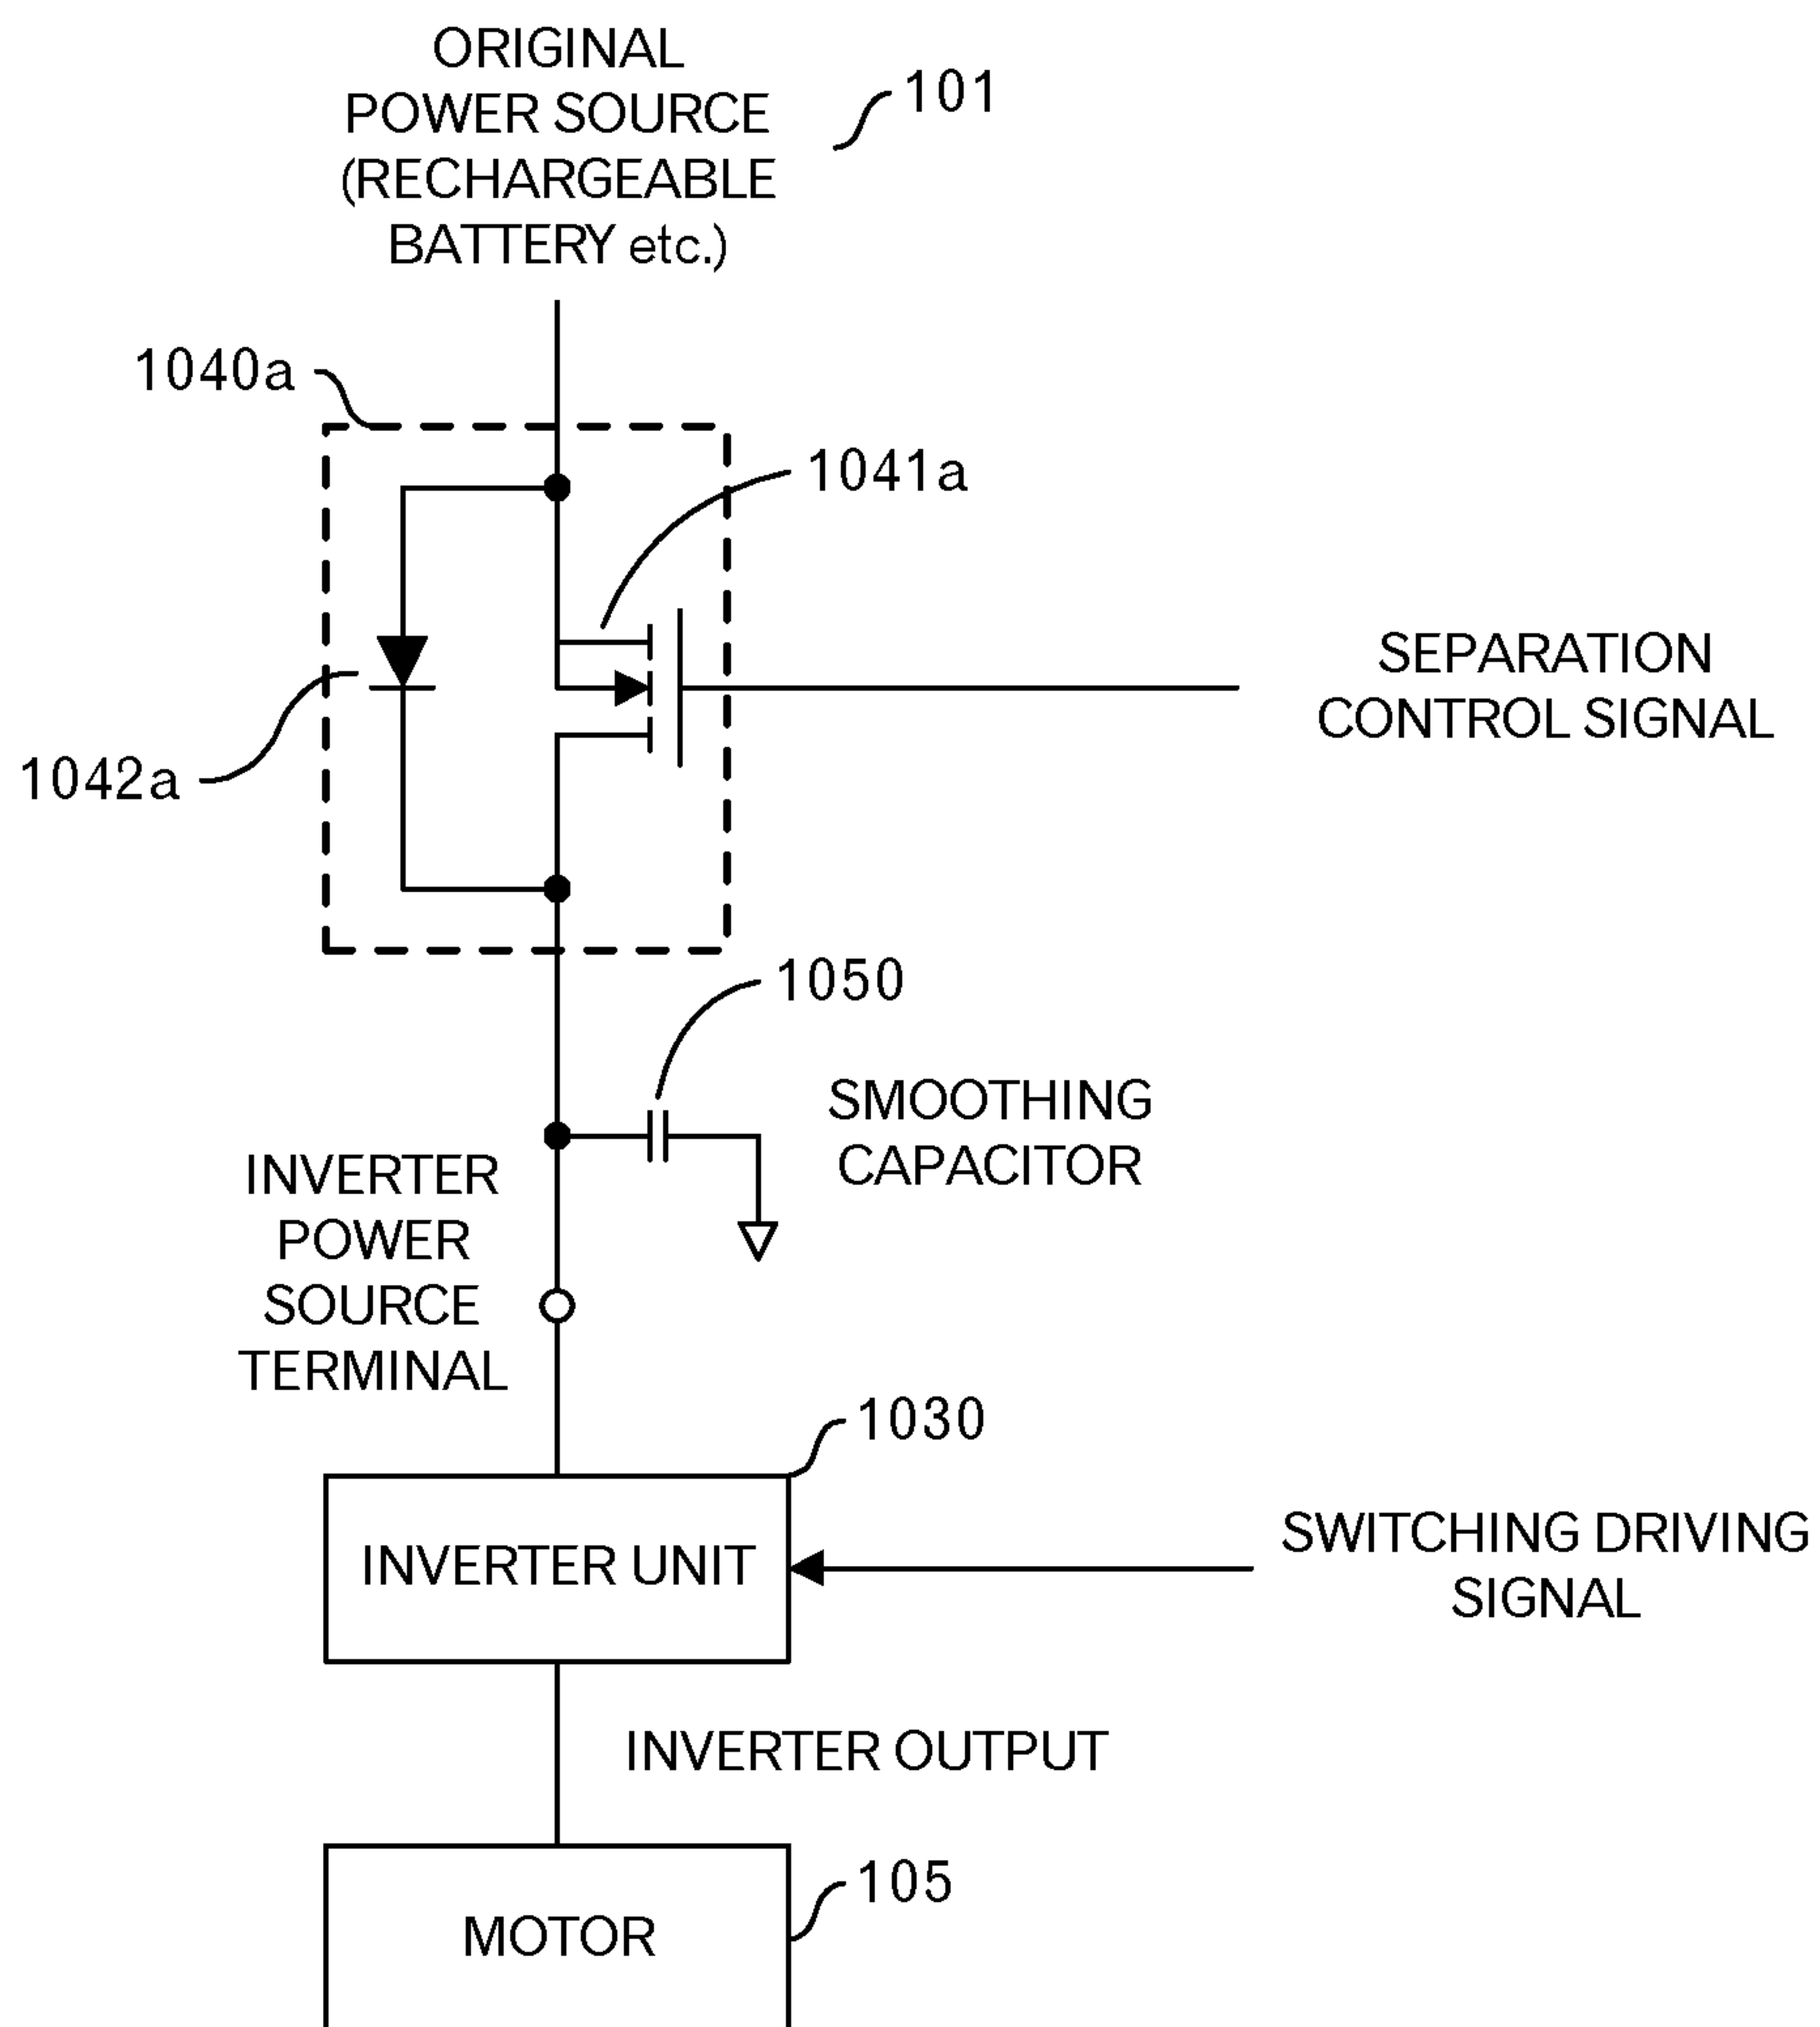 ORIGINAL
POWER SOURCE
(RECHARGEABLE
BATTERY etc.)
101
1040a
1041a
SEPARATION
CONTROL SIGNAL
1042a
1050
SMOOTHING
CAPACITOR
INVERTER
POWER
SOURCE
TERMINAL
1030
INVERTER UNIT
SWITCHING DRIVING
SIGNAL
INVERTER OUTPUT
105
MOTOR